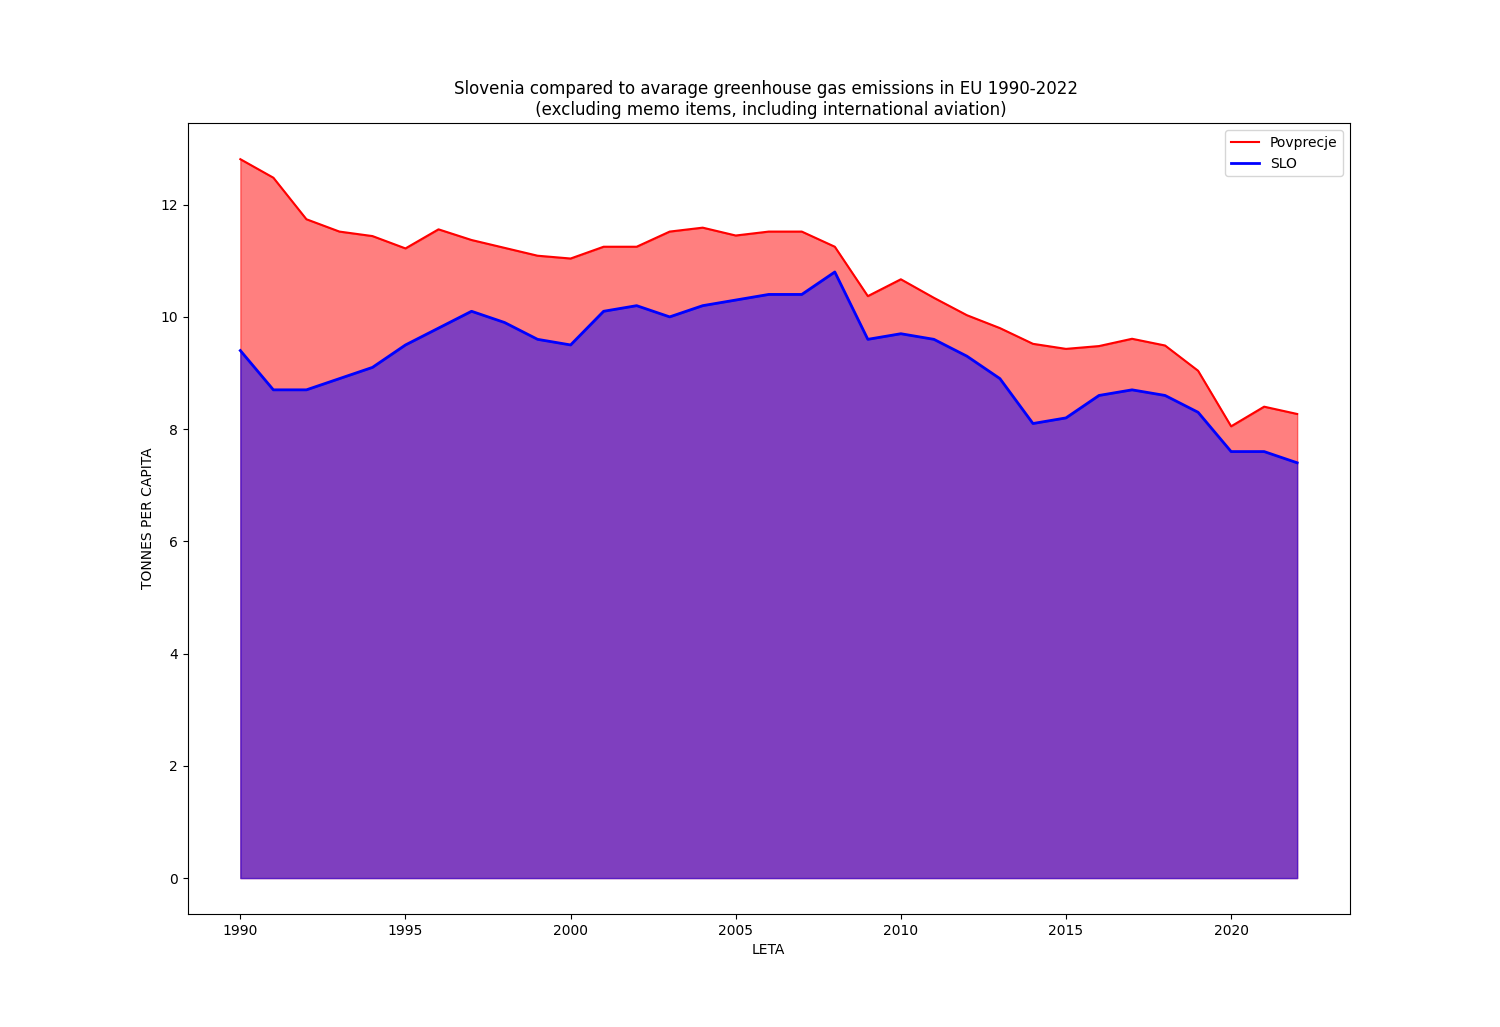 Slovenia compared to avarage greenhouse gas emissions in EU 1990-2022
(excluding memo items, including international aviation)
Povprecje
SLO
12
10
8
6
4
2
0
TONNES PER CAPITA
1990 1995 2000 2005 2010 2015 2020
LETA